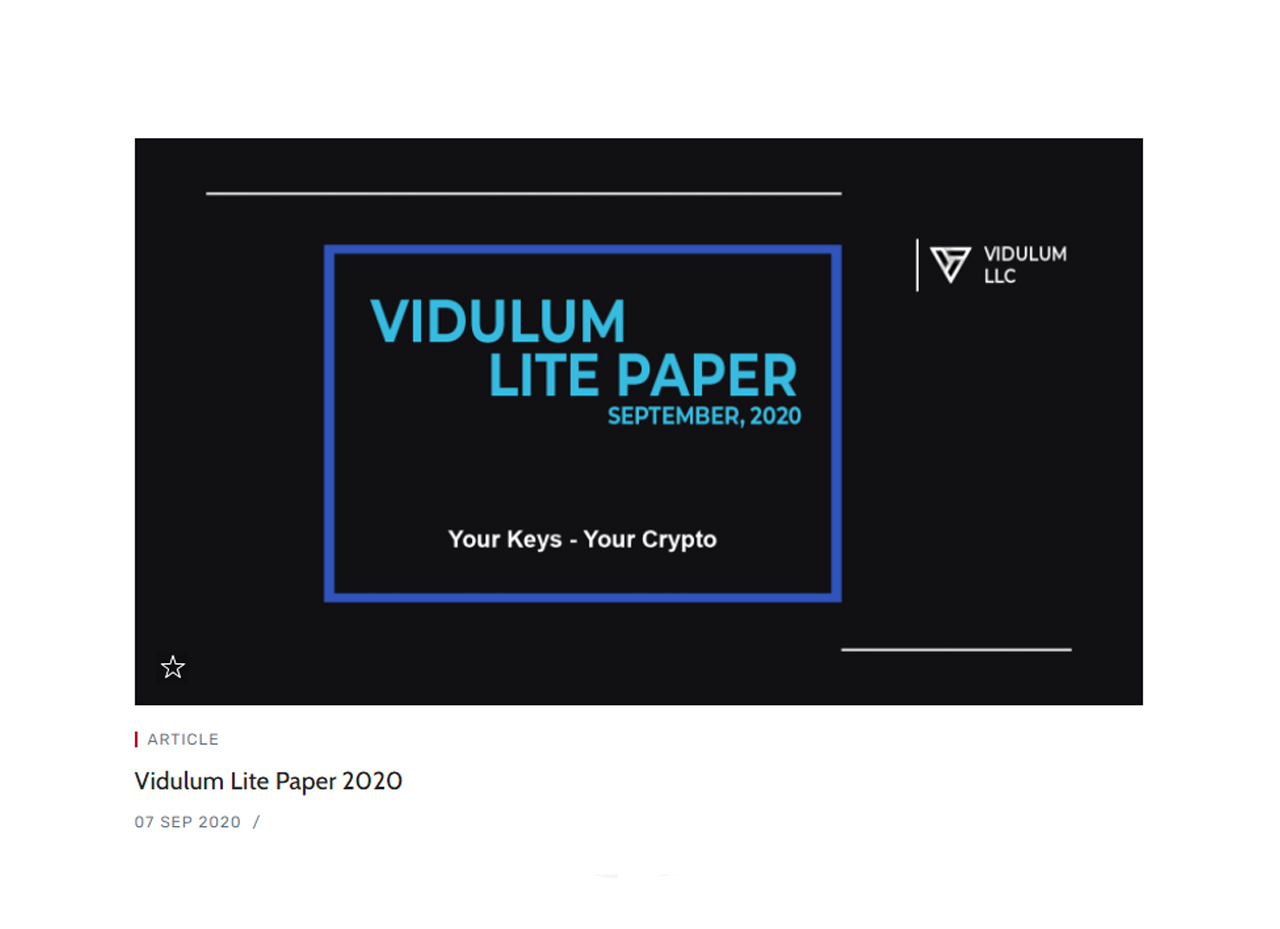 VIDULUM
LLC
VIDULUM
LITE PAPER
SEPTEMBER, 2020
Your Keys - Your Crypto
ARTICLE
Vidulum Lite Paper 2020
07 SEP 2020 /